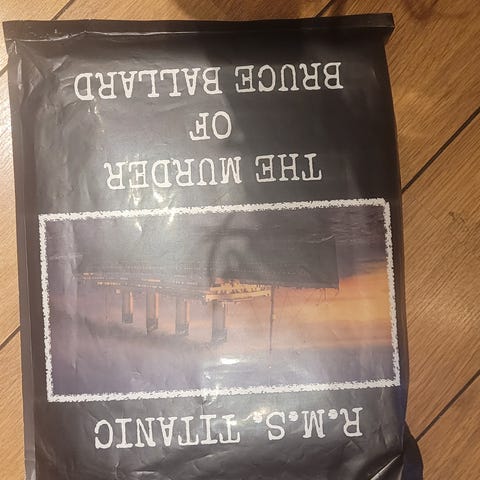 R.M.S. TITANIC
THE MURDER
OF
BRUCE BALLARD